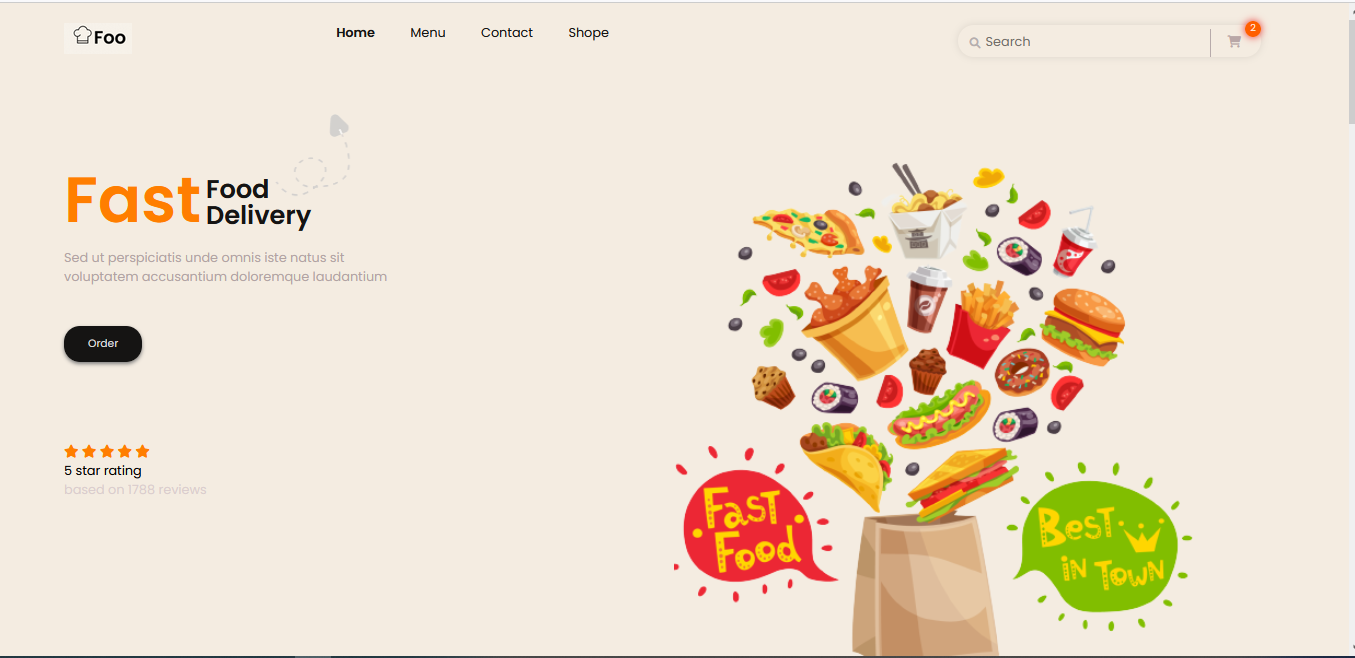 Foo
Home Menu Contact Shope
Search
2
Fast Food
Delivery
Sed ut perspiciatis unde omnis iste natus sit
voluptatem accusantium doloremque laudantium
Order
5 star rating
based on 1788 reviews
Fast
Food
Best
in Town